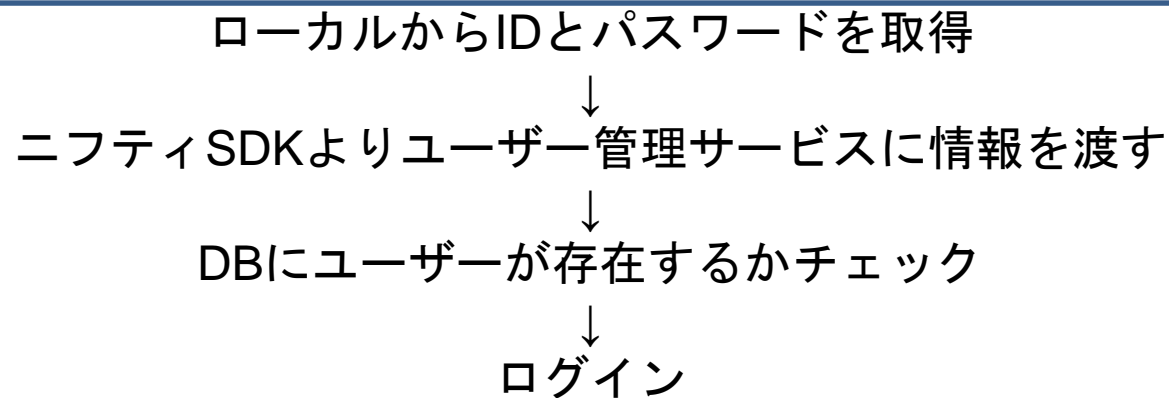 ローカルからIDとパスワードを取得
↓
ニフティSDKよりユーザー管理サービスに情報を渡す
↓
DBにユーザーが存在するかチェック
↓
ログイン